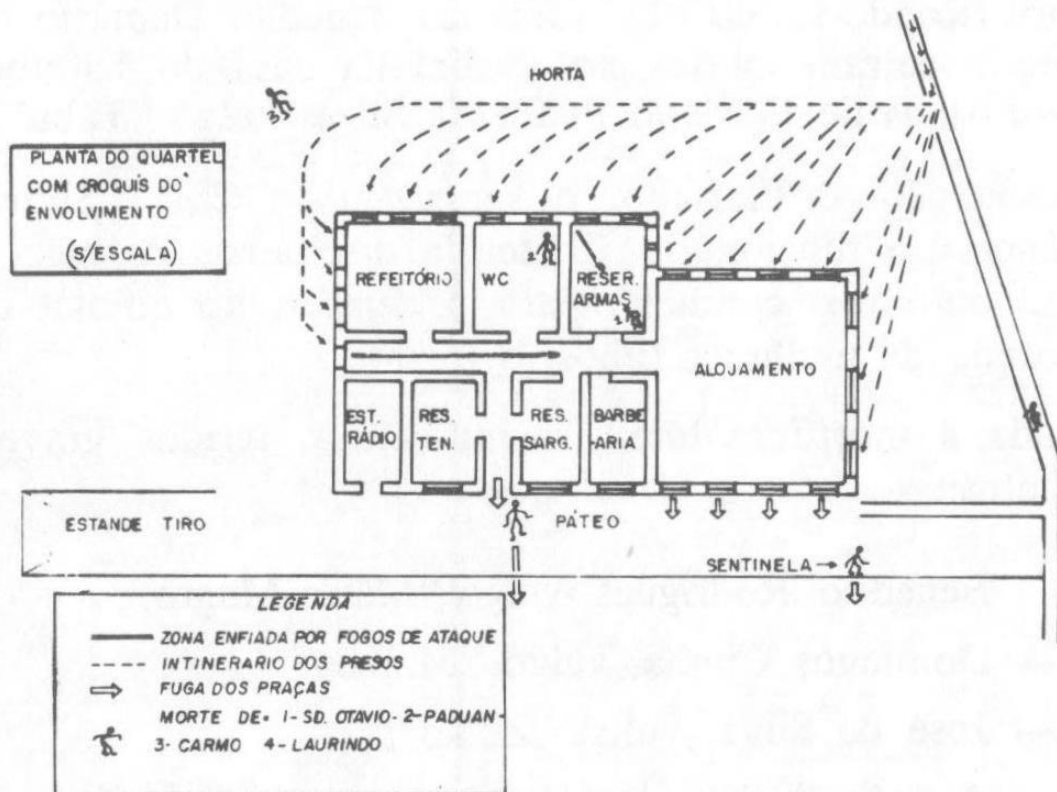 HORTA
3
PLANTA DO QUARTEL
COM CROQUIS DO
ENVOLVIMENTO
(S/ESCALA)
REFEITÓRIO
WC
RESER.
ARMAS
2
ALOJAMENTO
EST.
RÁDIO
RES.
TEN.
RES.
SARG.
BARBE
-ARIA
ESTANDE TIRO
PÁTEO
SENTINELA
LEGENDA
ZONA ENFIADA POR FOGOS DE ATAQUE
INTINERARIO DOS PRESOS
FUGA DOS PRAÇAS
MORTE DE• 1-SD. OTAVIO-2-PADUAN-
3-CARMO 4-LAURINDO